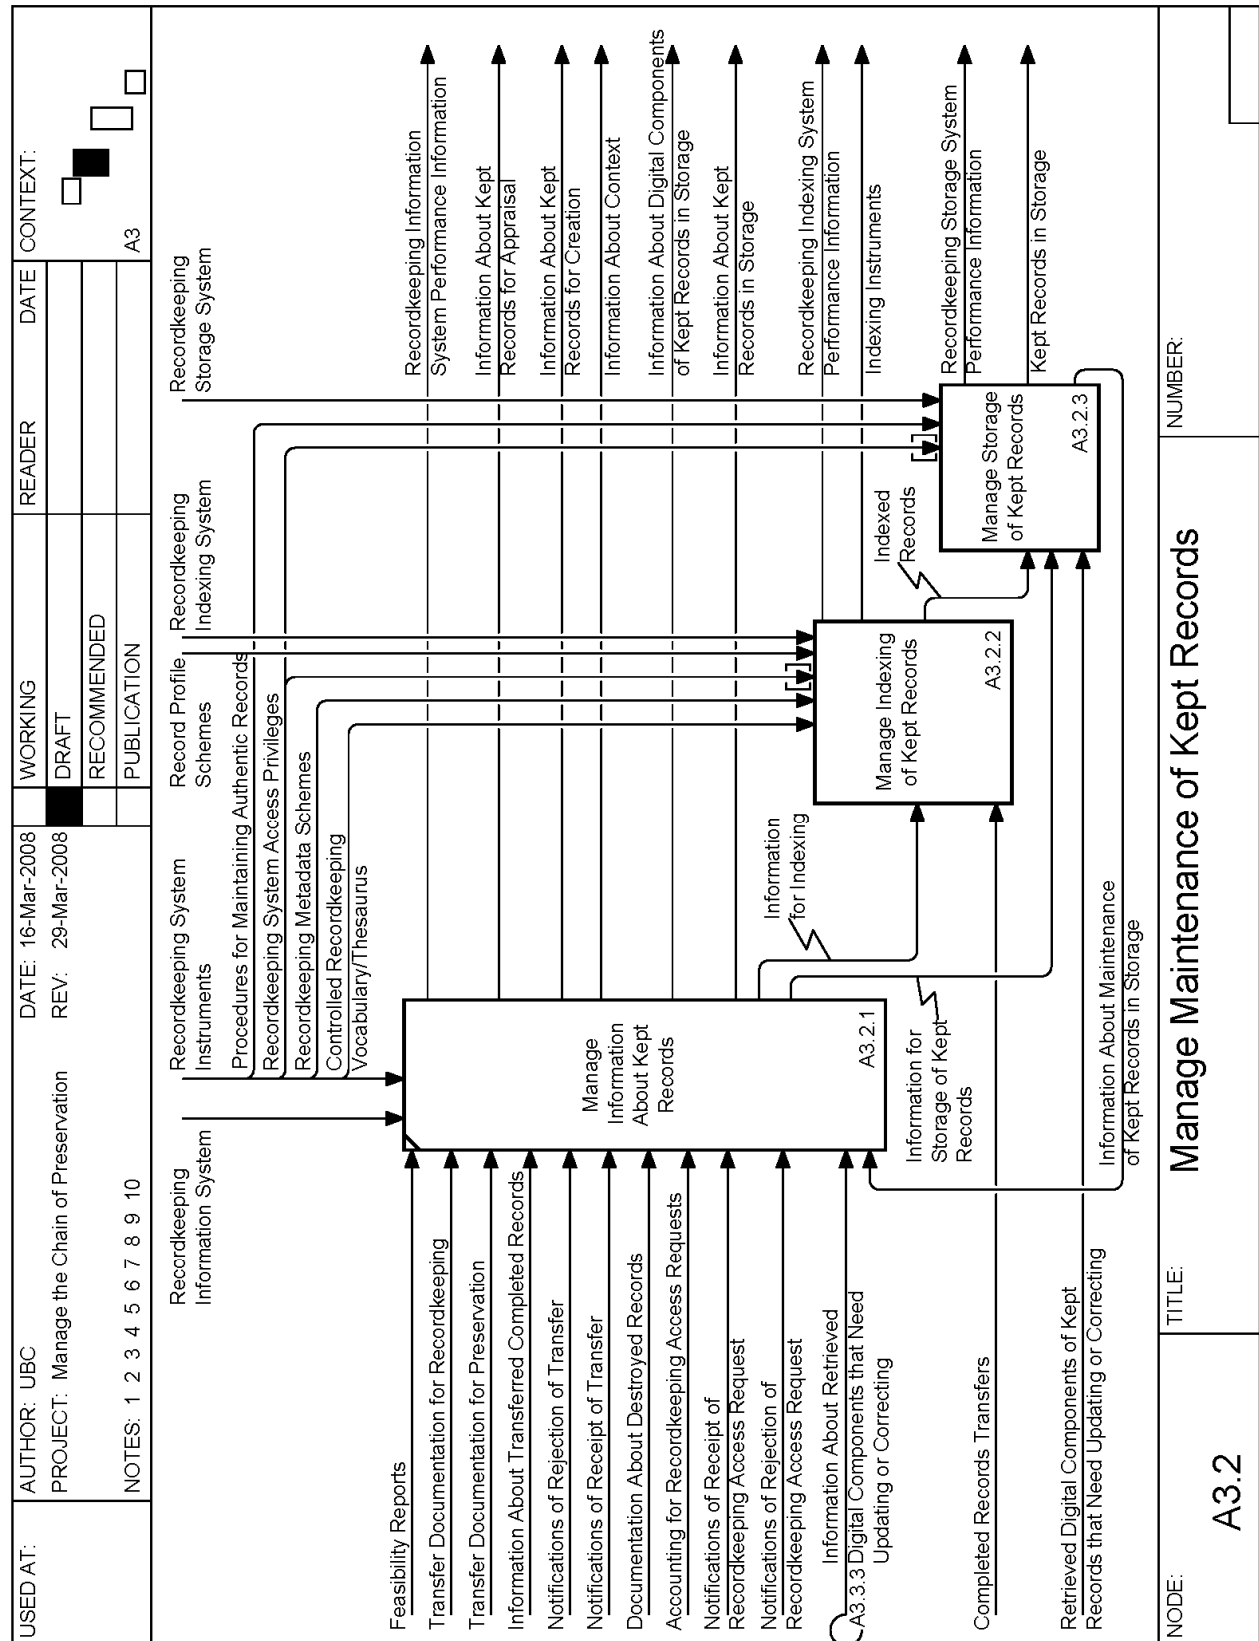 USED AT:
AUTHOR: UBC
PROJECT: Manage the Chain of Preservation
NOTES: 1 2 3 4 5 6 7 8 9 10
DATE: 16-Mar-2008
REV: 29-Mar-2008
WORKING
DRAFT
RECOMMENDED
PUBLICATION
READER
DATE
CONTEXT:
A3
Recordkeeping
Information System
Recordkeeping System
Instruments
Record Profile
Schemes
Recordkeeping
Indexing System
Recordkeeping
Storage System
Procedures for Maintaining Authentic Records
Recordkeeping System Access Privileges
Recordkeeping Metadata Schemes
Controlled Recordkeeping
Vocabulary/Thesaurus
Feasibility Reports
Transfer Documentation for Recordkeeping
Transfer Documentation for Preservation
Information About Transferred Completed Records
Notifications of Rejection of Transfer
Notifications of Receipt of Transfer
Documentation About Destroyed Records
Accounting for Recordkeeping Access Requests
Notifications of Receipt of
Recordkeeping Access Request
Notifications of Rejection of
Recordkeeping Access Request
Information About Retrieved
A3.3.3 Digital Components that Need
Updating or Correcting
Completed Records Transfers
Retrieved Digital Components of Kept
Records that Need Updating or Correcting
Manage
Information
About Kept
Records
A3.2.1
Information
for Indexing
Information for
Storage of Kept
Records
Manage Indexing
of Kept Records
A3.2.2
Indexed
Records
Manage Storage
of Kept Records
A3.2.3
Information About Maintenance
of Kept Records in Storage
Recordkeeping Information
System Performance Information
Information About Kept
Records for Appraisal
Information About Kept
Records for Creation
Information About Context
Information About Digital Components
of Kept Records in Storage
Information About Kept
Records in Storage
Recordkeeping Indexing System
Performance Information
Indexing Instruments
Recordkeeping Storage System
Performance Information
Kept Records in Storage
NODE:
A3.2
TITLE:
Manage Maintenance of Kept Records
NUMBER: